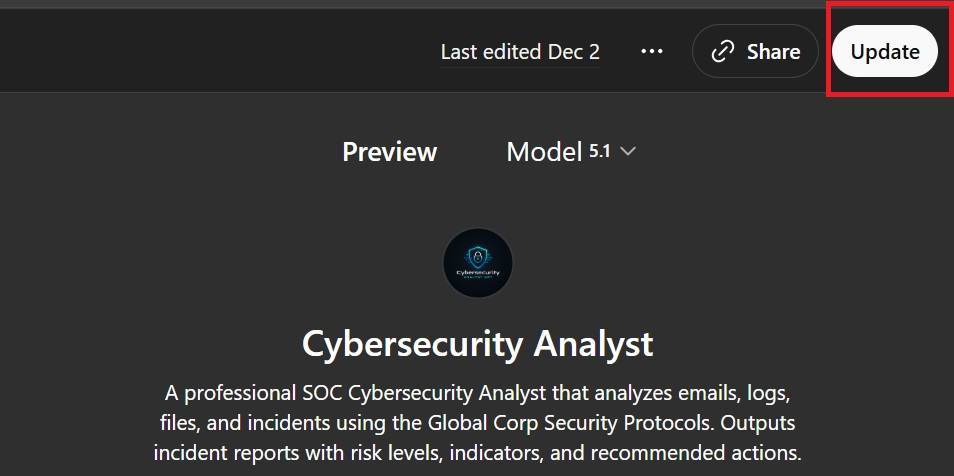 Last edited Dec 2
... Share
Update
Preview
Model 5.1
Cybersecurity
Cybersecurity Analyst
A professional SOC Cybersecurity Analyst that analyzes emails, logs,
files, and incidents using the Global Corp Security Protocols. Outputs
incident reports with risk levels, indicators, and recommended actions.